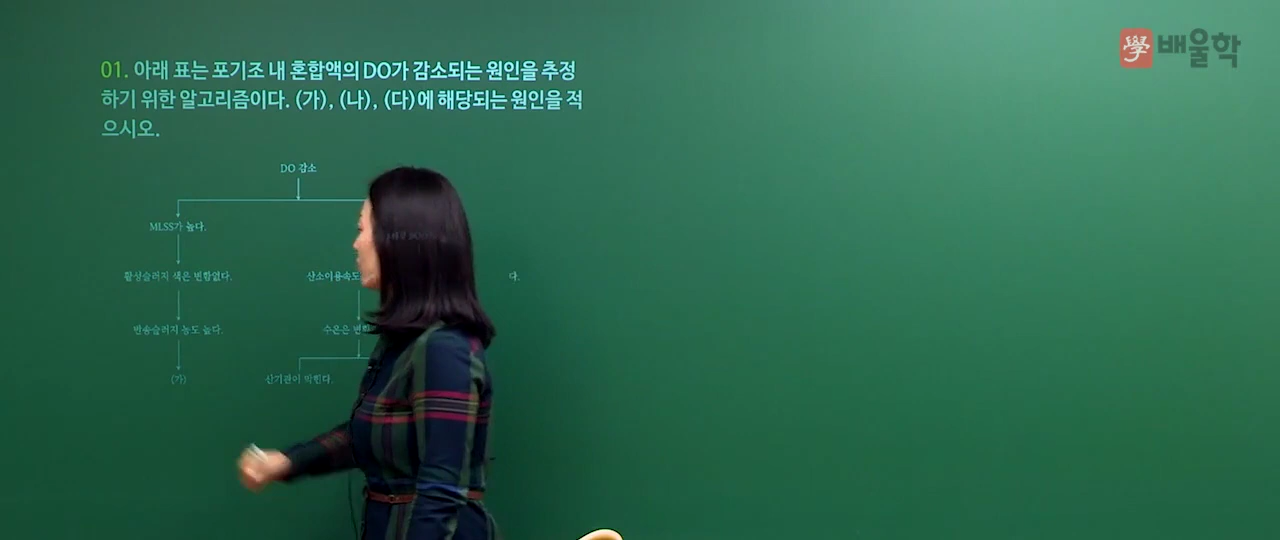 學 배울학
01. 아래 표는 포기조 내 혼합액의 DO가 감소되는 원인을 추정
하기 위한 알고리즘이다. (가), (나), (다)에 해당되는 원인을 적
으시오.
DO 감소
MLSS가 높다.
활성슬러지 색은 변함없다. 산소이용속도 다.
반송슬러지 농도 높다. 수온은
(가) 산기관이 막힌다.